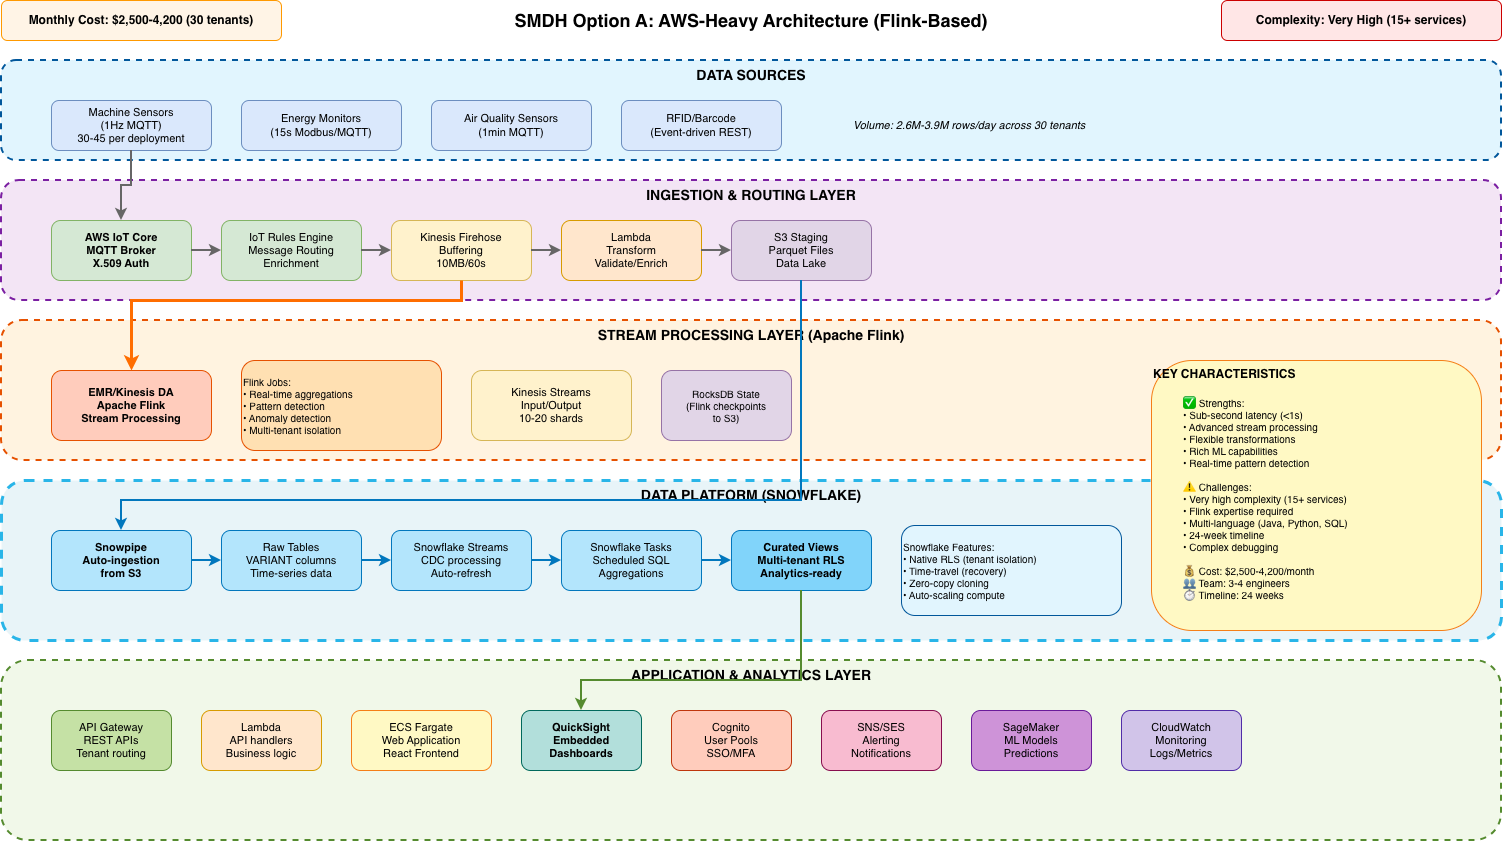 Monthly Cost: $2,500-4,200 (30 tenants)
SMDH Option A: AWS-Heavy Architecture (Flink-Based)
Complexity: Very High (15+ services)
DATA SOURCES
Machine Sensors
(1Hz MQTT)
30-45 per deployment
Energy Monitors
(15s Modbus/MQTT)
Air Quality Sensors
(1min MQTT)
RFID/Barcode
(Event-driven REST)
Volume: 2.6M-3.9M rows/day across 30 tenants
INGESTION & ROUTING LAYER
AWS IoT Core
MQTT Broker
X.509 Auth
IoT Rules Engine
Message Routing
Enrichment
Kinesis Firehose
Buffering
10MB/60s
Lambda
Transform
Validate/Enrich
S3 Staging
Parquet Files
Data Lake
STREAM PROCESSING LAYER (Apache Flink)
EMR/Kinesis DA
Apache Flink
Stream Processing
Flink Jobs:
• Real-time aggregations
• Pattern detection
• Anomaly detection
• Multi-tenant isolation
Kinesis Streams
Input/Output
10-20 shards
RocksDB State
(Flink checkpoints
to S3)
KEY CHARACTERISTICS
✅ Strengths:
• Sub-second latency (<1s)
• Advanced stream processing
• Flexible transformations
• Rich ML capabilities
• Real-time pattern detection
⚠️ Challenges:
• Very high complexity (15+ services)
• Flink expertise required
• Multi-language (Java, Python, SQL)
• 24-week timeline
• Complex debugging
💰 Cost: $2,500-4,200/month
👥 Team: 3-4 engineers
⏱️ Timeline: 24 weeks
DATA PLATFORM (SNOWFLAKE)
Snowpipe
Auto-ingestion
from S3
Raw Tables
VARIANT columns
Time-series data
Snowflake Streams
CDC processing
Auto-refresh
Snowflake Tasks
Scheduled SQL
Aggregations
Curated Views
Multi-tenant RLS
Analytics-ready
Snowflake Features:
• Native RLS (tenant isolation)
• Time-travel (recovery)
• Zero-copy cloning
• Auto-scaling compute
APPLICATION & ANALYTICS LAYER
API Gateway
REST APIs
Tenant routing
Lambda
API handlers
Business logic
ECS Fargate
Web Application
React Frontend
QuickSight
Embedded
Dashboards
Cognito
User Pools
SSO/MFA
SNS/SES
Alerting
Notifications
SageMaker
ML Models
Predictions
CloudWatch
Monitoring
Logs/Metrics